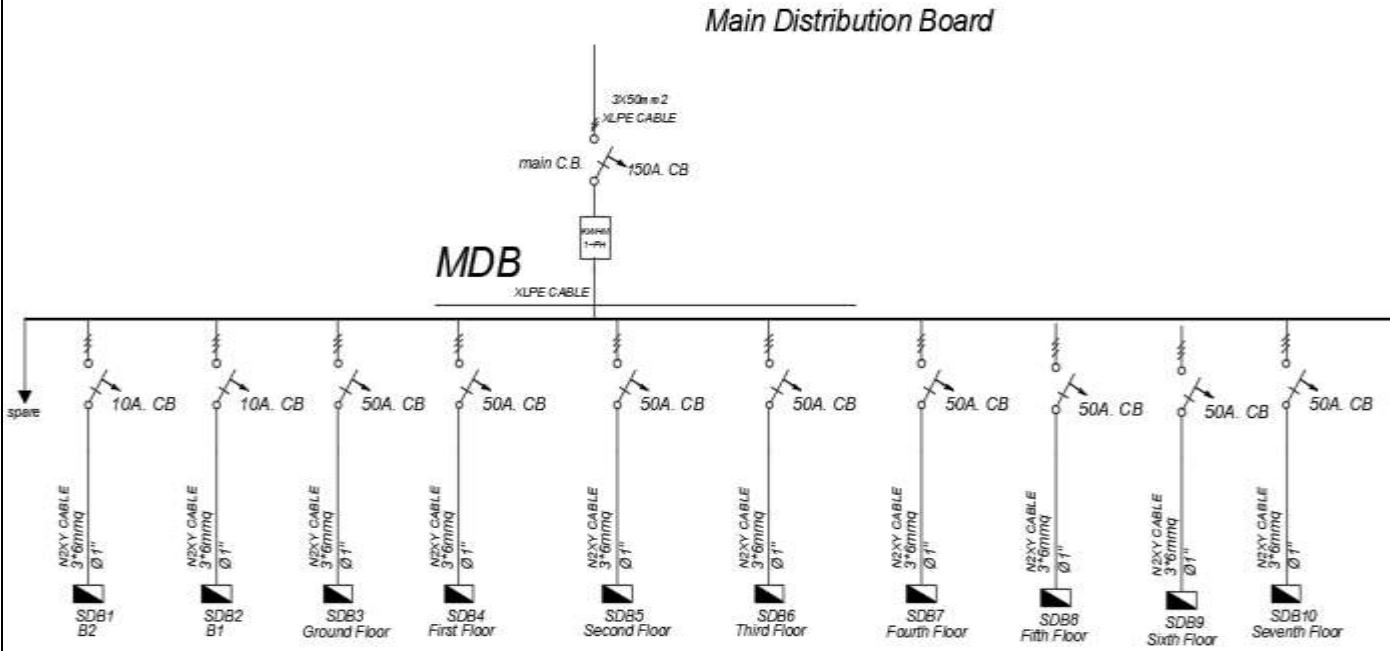 Main Distribution Board
3X50mm2
XLPE CABLE
main C.B.
150A. CB
KWHM
1-PH
MDB
XLPE CABLE
spare
10A. CB
10A. CB
50A. CB
50A. CB
50A. CB
50A. CB
50A. CB
50A. CB
50A. CB
50A. CB
N2XY CABLE
3*6mmq
Ø1"
N2XY CABLE
3*6mmq
Ø1"
N2XY CABLE
3*6mmq
Ø1"
N2XY CABLE
3*6mmq
Ø1"
N2XY CABLE
3*6mmq
Ø1"
N2XY CABLE
3*6mmq
Ø1"
N2XY CABLE
3*6mmq
Ø1"
N2XY CABLE
3*6mmq
Ø1"
N2XY CABLE
3*6mmq
Ø1"
N2XY CABLE
3*6mmq
Ø1"
SDB1
B2
SDB2
B1
SDB3
Ground Floor
SDB4
First Floor
SDB5
Second Floor
SDB6
Third Floor
SDB7
Fourth Floor
SDB8
Fifth Floor
SDB9
Sixth Floor
SDB10
Seventh Floor